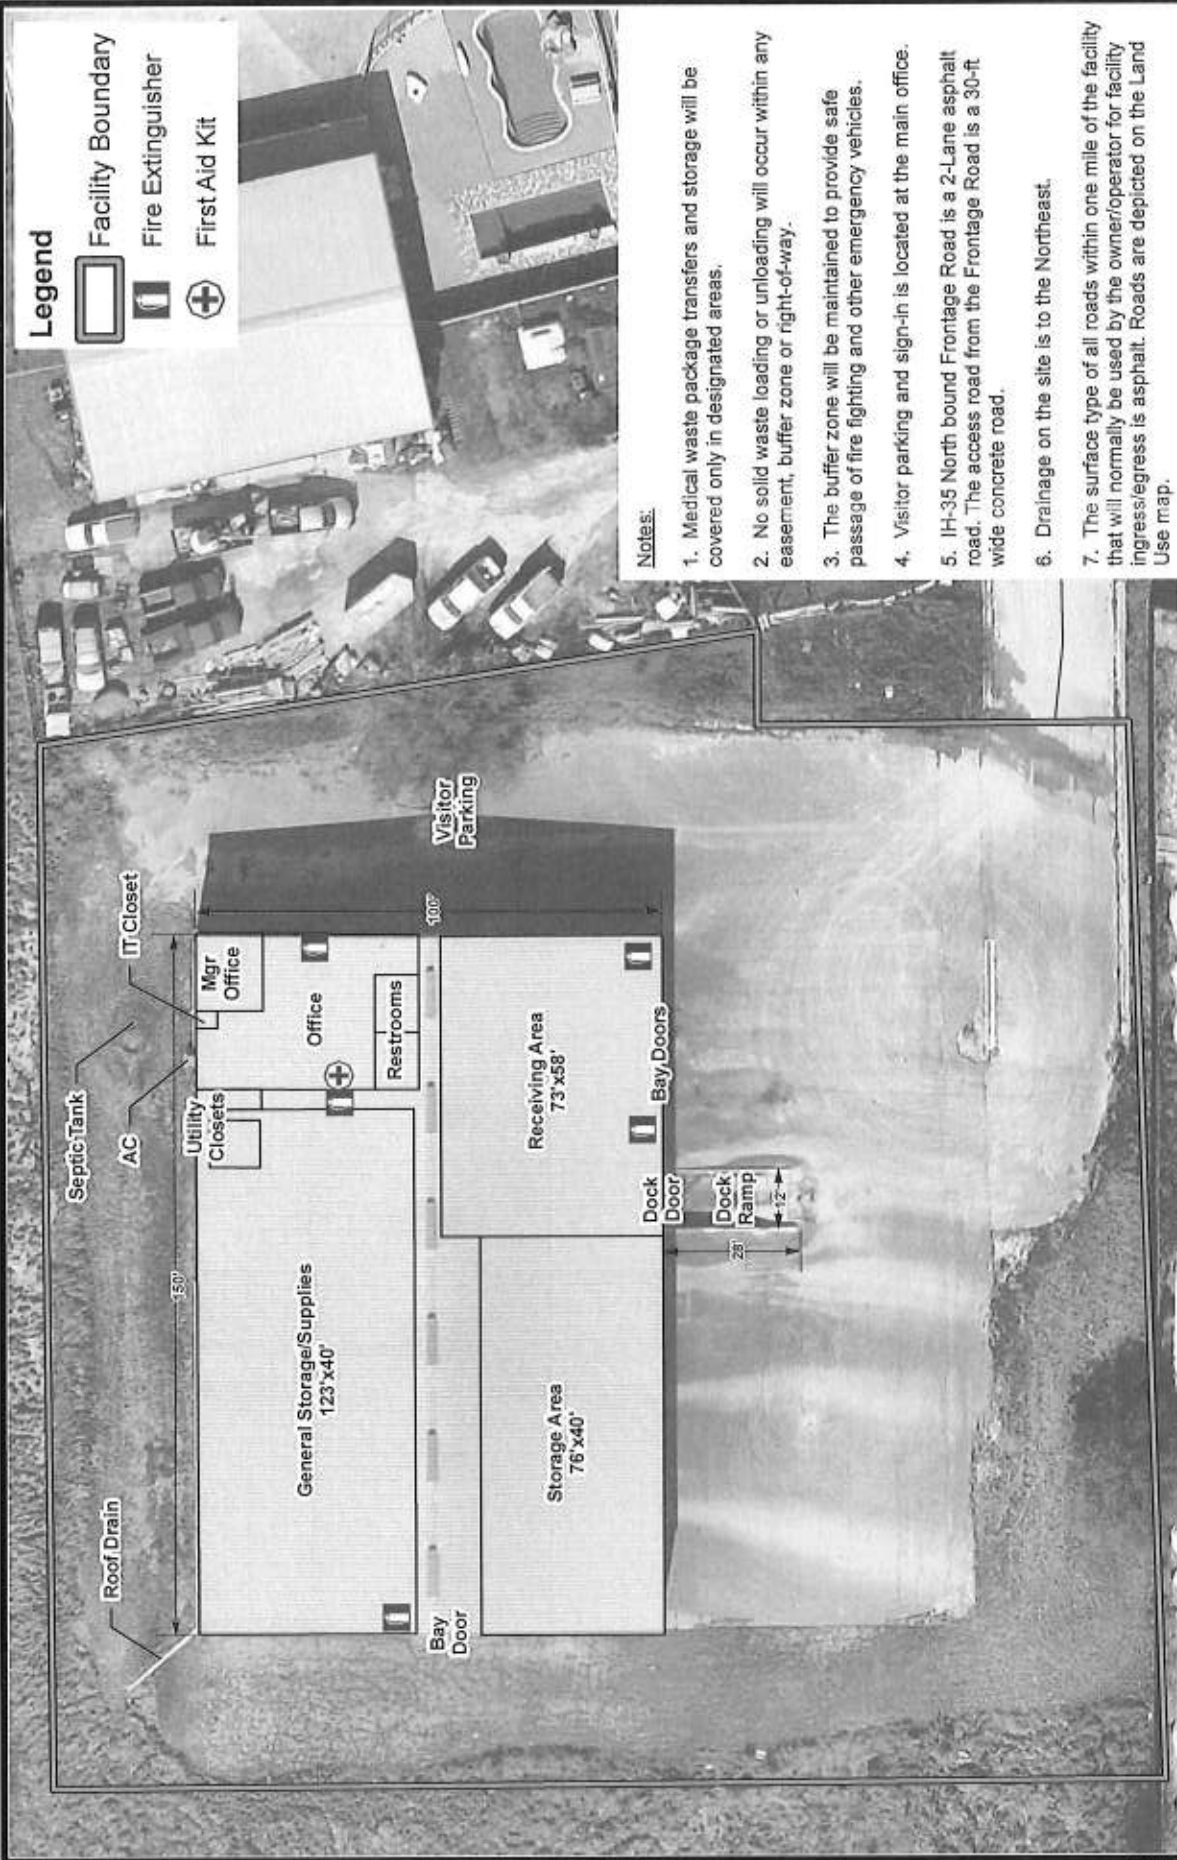 Legend
Facility Boundary
Fire Extinguisher
First Aid Kit
Roof Drain
Septic Tank
AC
IT Closet
150'
Utility
Closets
Mgr
Office
Office
Restrooms
General Storage/Supplies
123'x40'
100'
Visitor
Parking
Bay
Door
Storage Area
76'x40'
Receiving Area
73'x58'
Dock
Door
Bay Doors
Dock
Ramp
12'
28'
Notes:
1. Medical waste package transfers and storage will be
covered only in designated areas.
2. No solid waste loading or unloading will occur within any
easement, buffer zone or right-of-way.
3. The buffer zone will be maintained to provide safe
passage of fire fighting and other emergency vehicles.
4. Visitor parking and sign-in is located at the main office.
5. IH-35 North bound Frontage Road is a 2-Lane asphalt
road. The access road from the Frontage Road is a 30-ft
wide concrete road.
6. Drainage on the site is to the Northeast.
7. The surface type of all roads within one mile of the facility
that will normally be used by the owner/operator for facility
ingress/egress is asphalt. Roads are depicted on the Land
Use map.